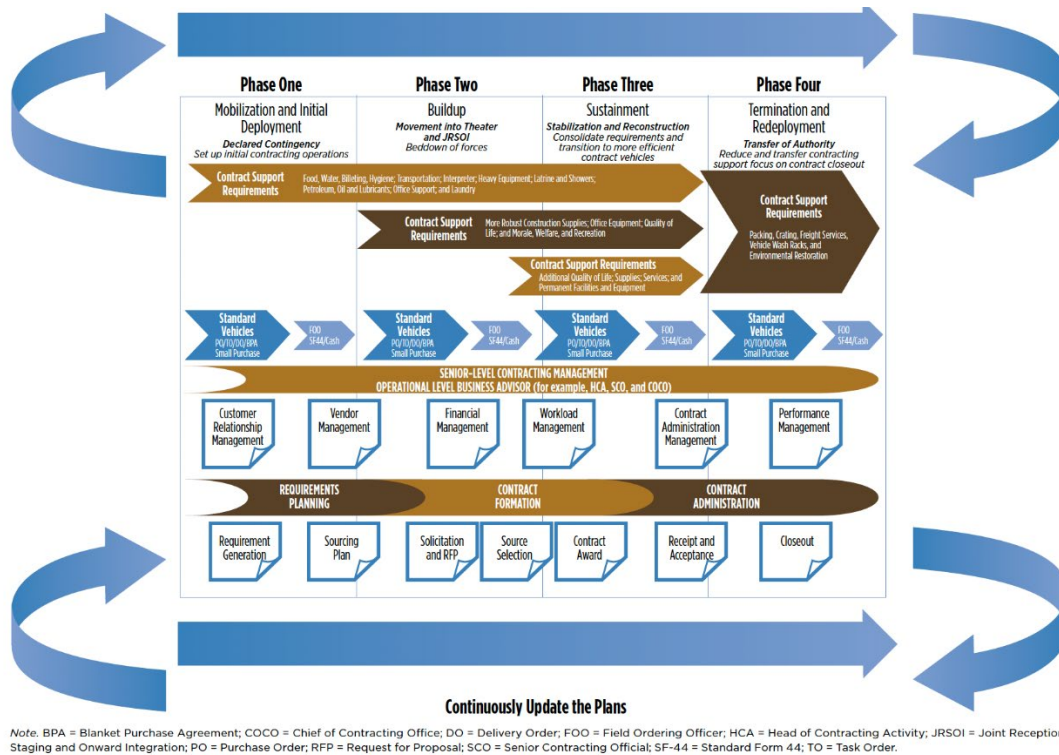 Phase One
Phase Two
Phase Three
Phase Four
Mobilization and Initial
Deployment
Declared Contingency
Set up initial contracting operations
Buildup
Movement into Theater
and JRSOI
Beddown of forces
Sustainment
Stabilization and Reconstruction
Consolidate requirements and
transition to more efficient
contract vehicles
Termination and
Redeployment
Transfer of Authority
Reduce and transfer contracting
support focus on contract closeout
Contract Support
Requirements
Food, Water, Billeting, Hygiene; Transportation; Interpreter; Heavy Equipment; Latrine and Showers;
Petroleum, Oil and Lubricants; Office Support; and Laundry
Contract Support
Requirements
More Robust Construction Supplies; Office Equipment; Quality of
Life; and Morale, Welfare, and Recreation
Contract Support Requirements
Additional Quality of Life; Supplies; Services; and
Permanent Facilities and Equipment
Contract Support
Requirements
Packing, Crating, Freight Services,
Vehicle Wash Racks, and
Environmental Restoration
Standard
Vehicles
PO/TO/DO/BPA
Small Purchase
FOO
SF44/Cash
Standard
Vehicles
PO/TO/DO/BPA
Small Purchase
FOO
SF44/Cash
Standard
Vehicles
PO/TO/DO/BPA
Small Purchase
FOO
SF44/Cash
Standard
Vehicles
PO/TO/DO/BPA
Small Purchase
FOO
SF44/Cash
SENIOR-LEVEL CONTRACTING MANAGEMENT
OPERATIONAL LEVEL BUSINESS ADVISOR (for example, HCA, SCO, and COCO)
Customer
Relationship
Management
Vendor
Management
Financial
Management
Workload
Management
Contract
Administration
Management
Performance
Management
REQUIREMENTS
PLANNING
CONTRACT
FORMATION
CONTRACT
ADMINISTRATION
Requirement
Generation
Sourcing
Plan
Solicitation
and RFP
Source
Selection
Contract
Award
Receipt and
Acceptance
Closeout
Continuously Update the Plans
Note. BPA = Blanket Purchase Agreement; COCO = Chief of Contracting Office; DO = Delivery Order; FOO = Field Ordering Officer; HCA = Head of Contracting Activity; JRSOI = Joint
Staging and Onward Integration; PO = Purchase Order; RFP = Request for Proposal; SCO = Senior Contracting Official; SF-44 = Standard Form 44; TO = Task Order.